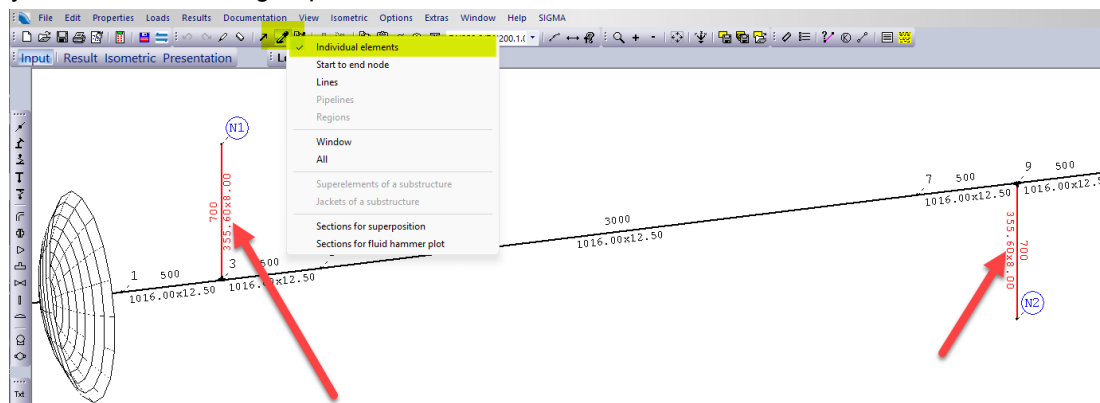 File Edit Properties Loads Results Documentation View Isometric Options Extras Window Help SIGMA
Input Result Isometric Presentation
Individual elements
Start to end node
Lines
Pipelines
Regions
Window
All
Superelements of a substructure
Jackets of a substructure
Sections for superposition
Sections for fluid hammer plot
N1
700
355.60x8.00
1 500
1016.00x12.50
3 500
1016.00x12.50
3000
1016.00x12.50
7 500
1016.00x12.50
9 500
1016.00x12.5
355.60x8.00
700
N2
Txt